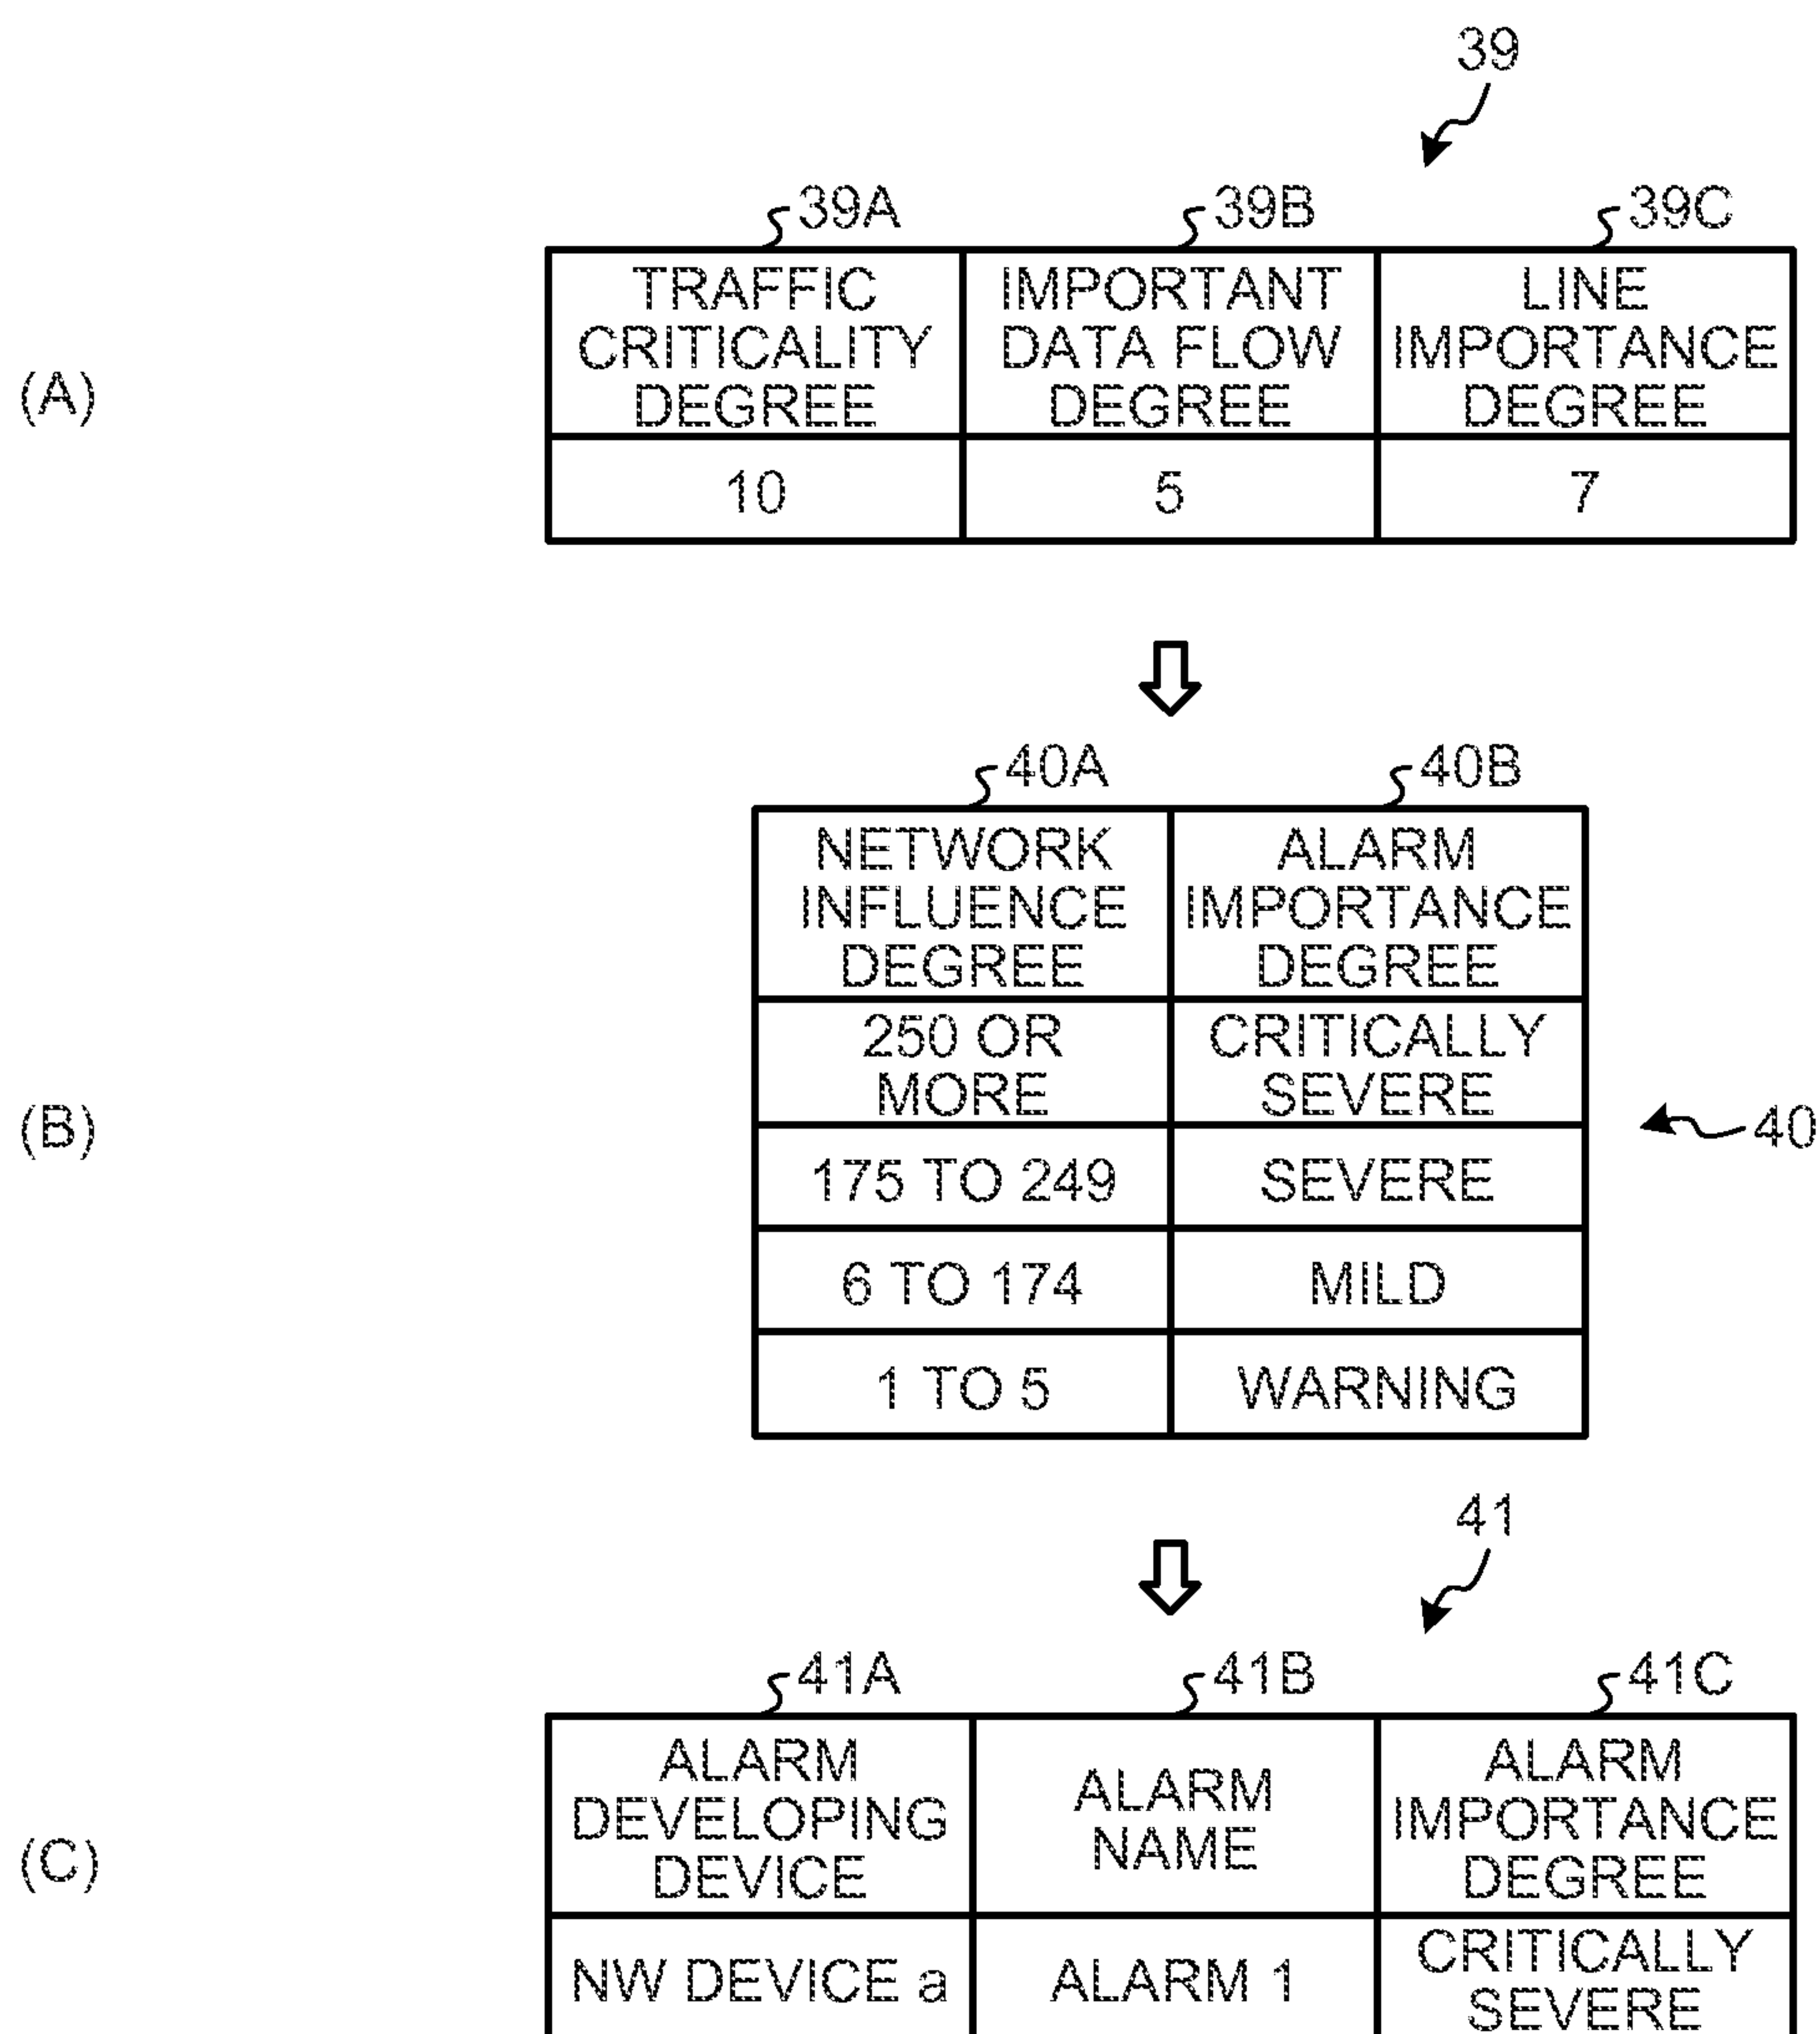 39
39A 39B 39C
(A)
TRAFFIC CRITICALITY DEGREE
IMPORTANT DATA FLOW DEGREE
LINE IMPORTANCE DEGREE
10 5 7
40A 40B
(B)
40
NETWORK INFLUENCE DEGREE
ALARM IMPORTANCE DEGREE
250 OR MORE
CRITICALLY SEVERE
175 TO 249 SEVERE
6 TO 174 MILD
1 TO 5 WARNING
41
41A 41B 41C
(C)
ALARM DEVELOPING DEVICE
ALARM NAME
ALARM IMPORTANCE DEGREE
NW DEVICE a
ALARM 1
CRITICALLY SEVERE